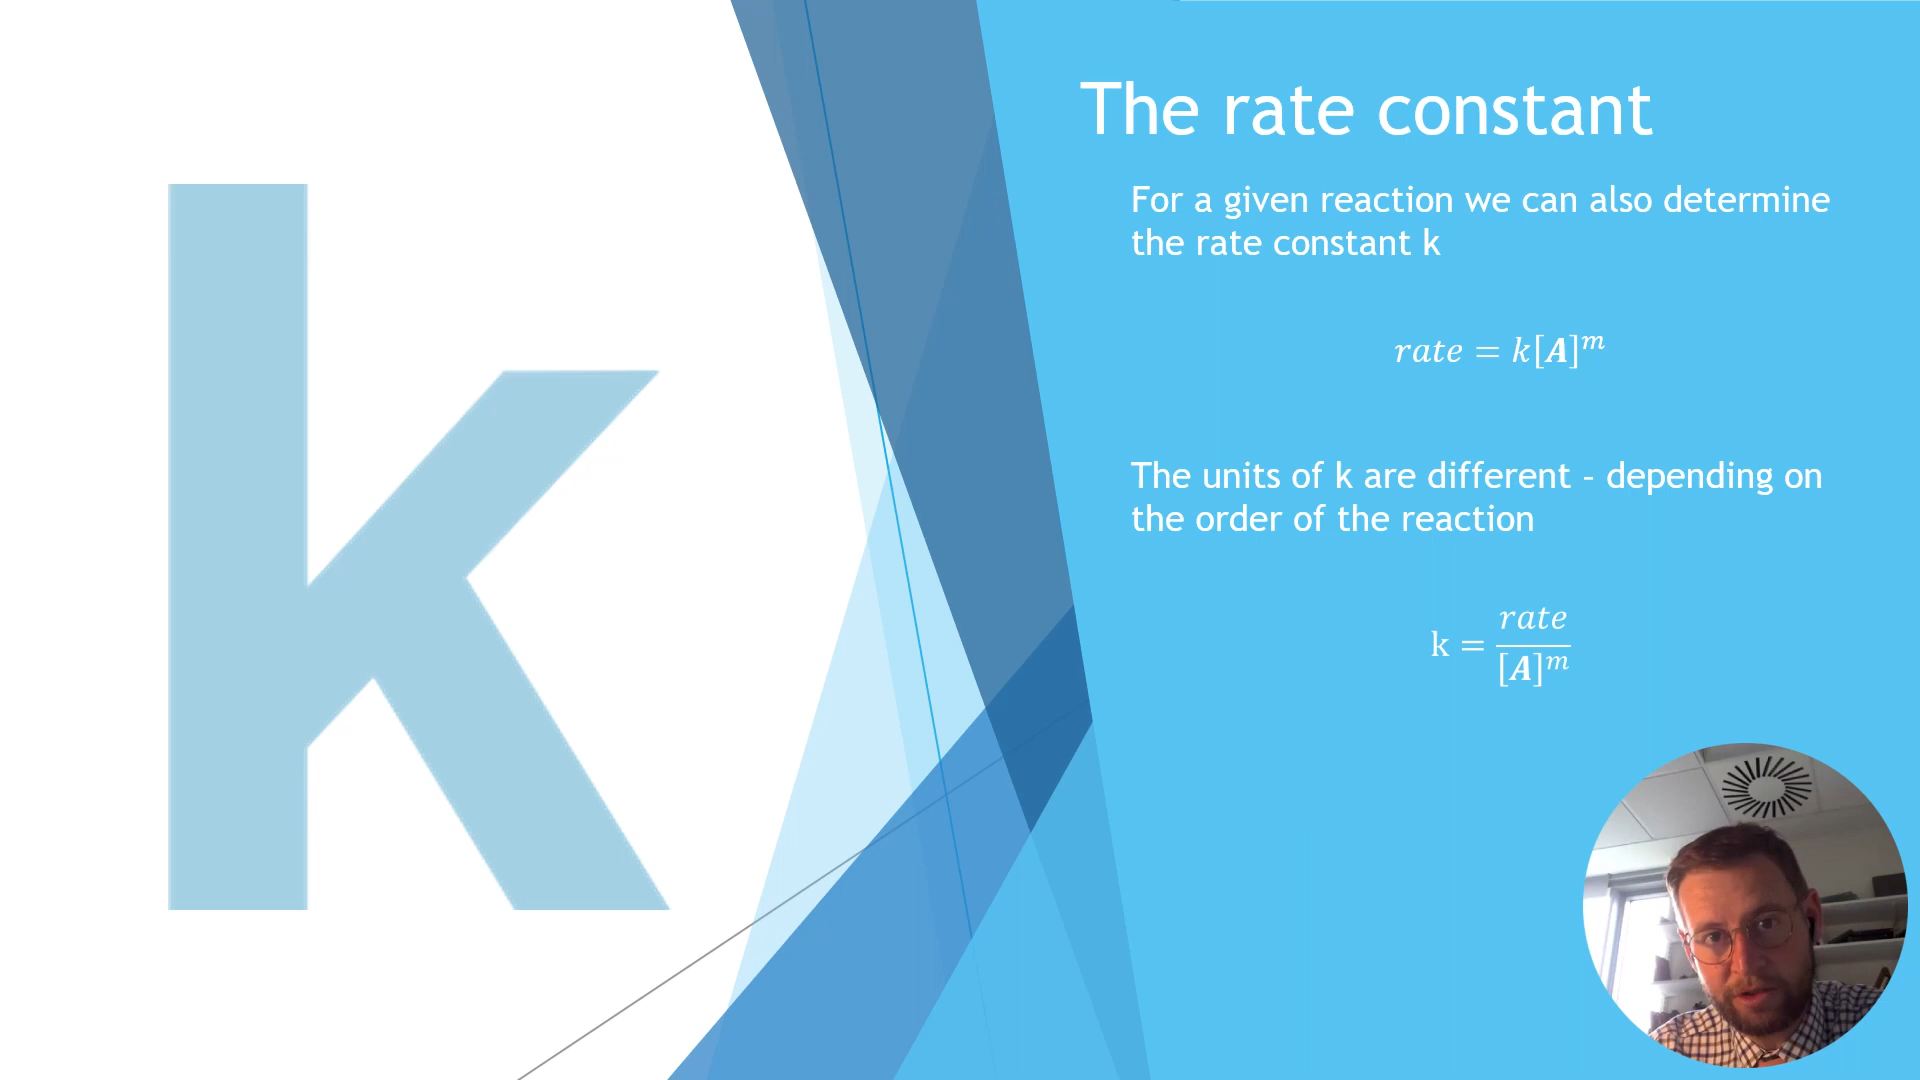 k
The rate constant
For a given reaction we can also determine
the rate constant k
rate = k[A]^m
The units of k are different – depending on
the order of the reaction
k = rate / [A]^m